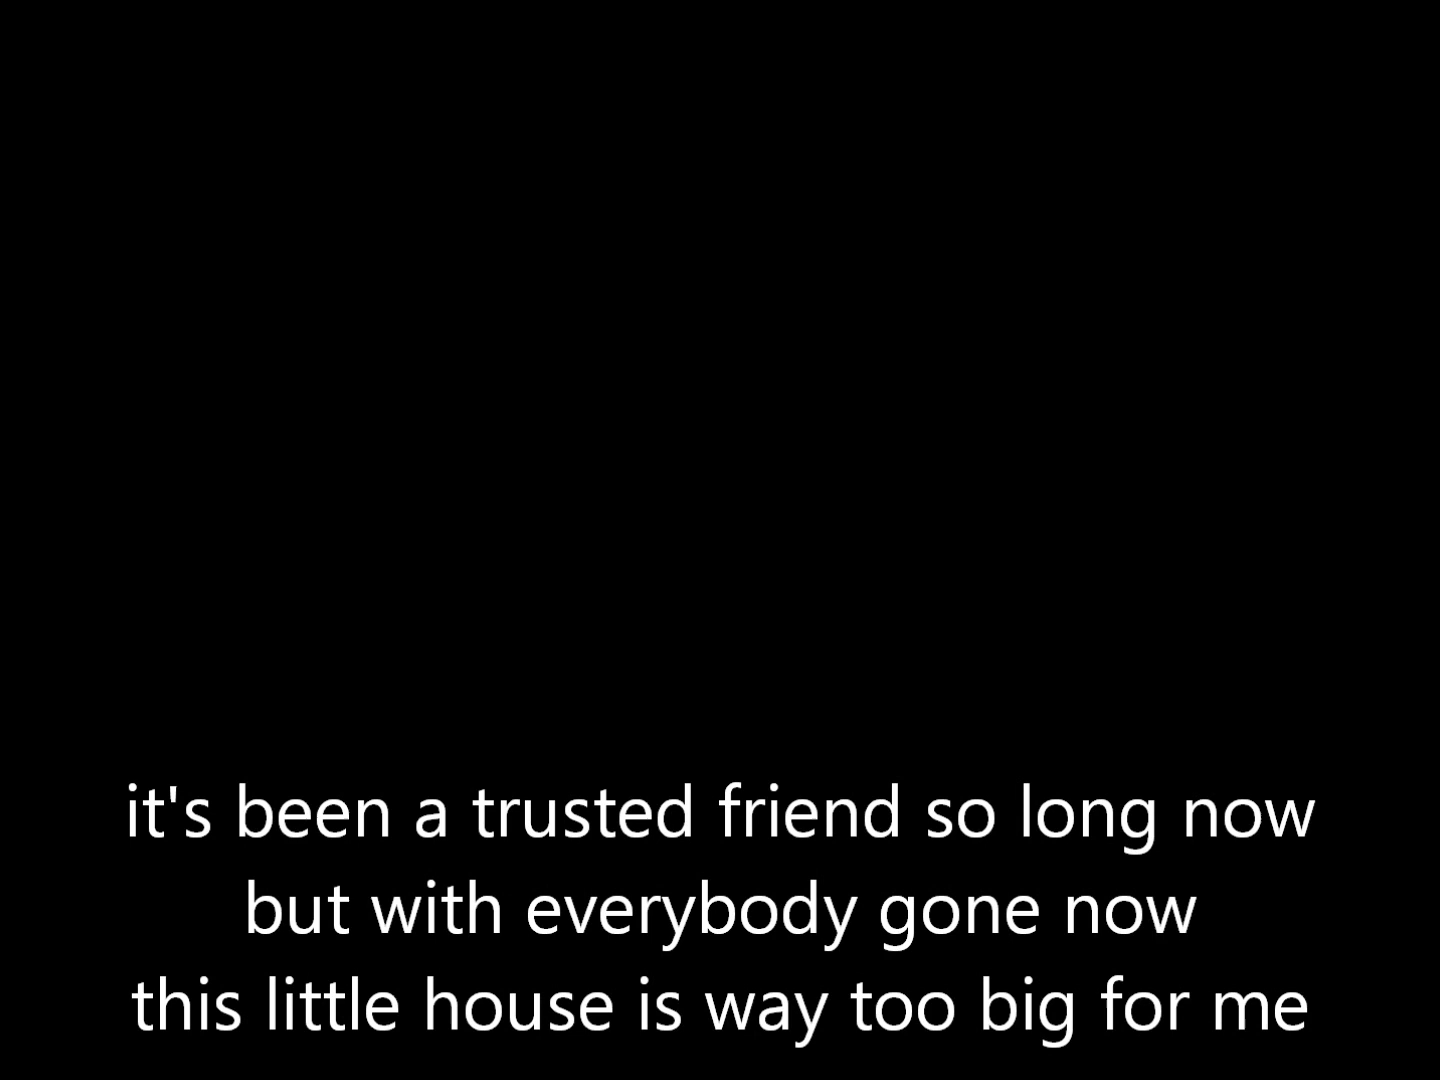 it's been a trusted friend so long now
but with everybody gone now
this little house is way too big for me